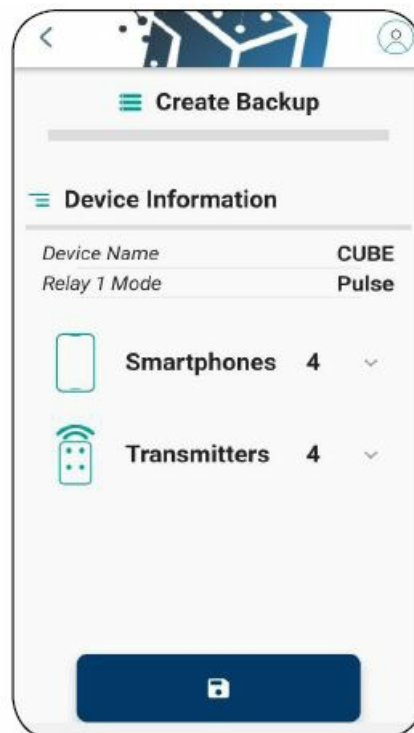 Create Backup
Device Information
Device Name CUBE
Relay 1 Mode Pulse
Smartphones 4
Transmitters 4